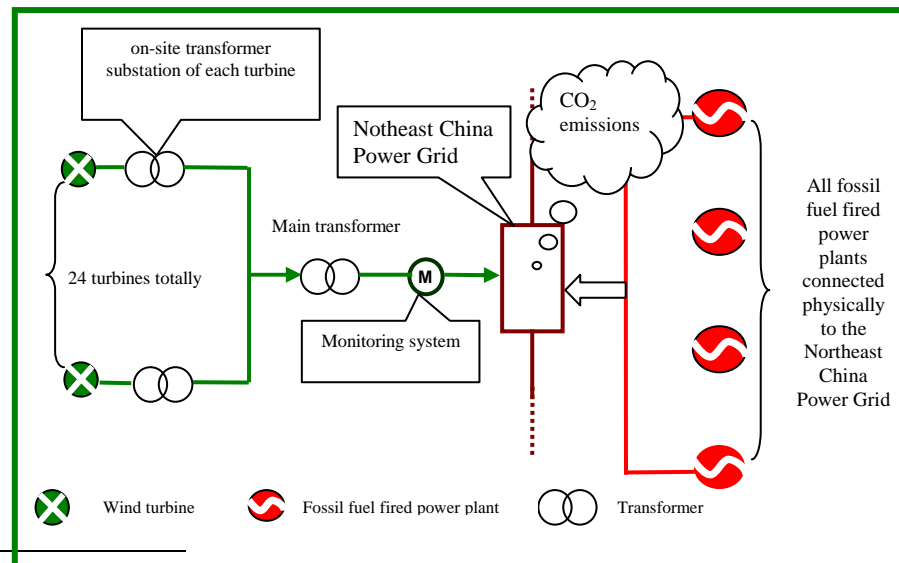 on-site transformer
substation of each turbine
CO2
emissions
Notheast China
Power Grid
All fossil
fuel fired
power
plants
connected
physically
to the
Northeast
China
Power Grid
Main transformer
24 turbines totally
M
Monitoring system
Wind turbine
Fossil fuel fired power plant
Transformer